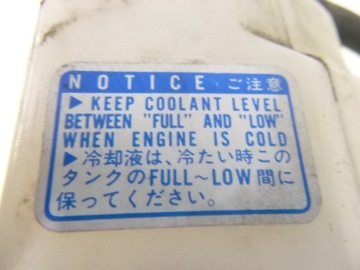 NOTICE ご注意
▶ KEEP COOLANT LEVEL
BETWEEN "FULL" AND "LOW"
WHEN ENGINE IS COLD
▶ 冷却液は、冷たい時この
タンクのFULL～LOW間に
保ってください。